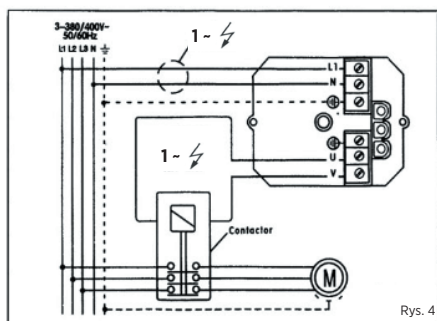 3~380/400V~
50/60Hz
L1 L2 L3 N
1~
L1
N
U
V
1~
Contactor
M
Rys. 4